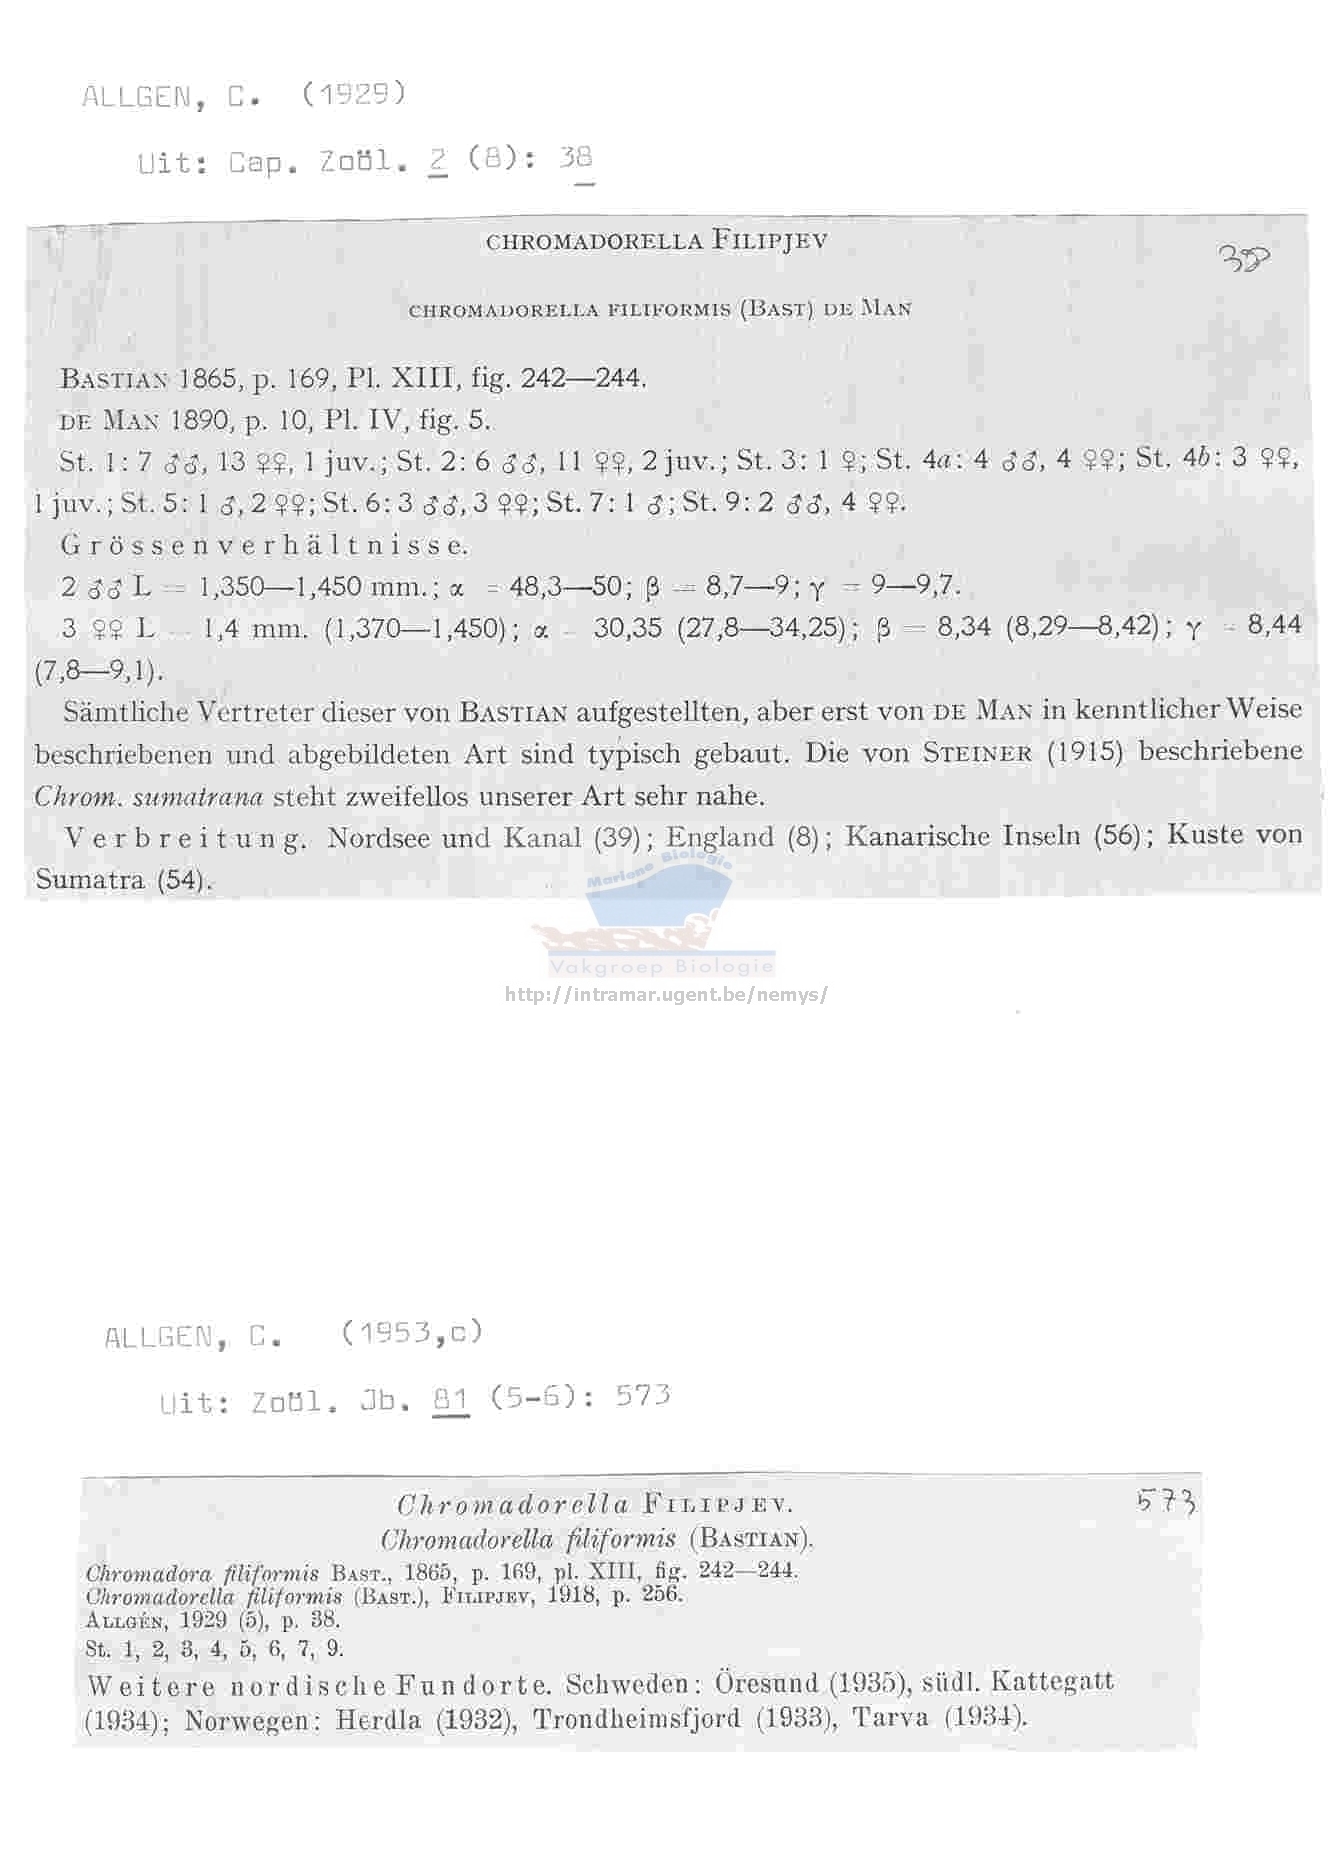 ALLGEN, C. (1929)
Uit: Cap. Zoöl. 2 (8): 38
CHROMADORELLA FILIPJEV
38
CHROMADORELLA FILIFORMIS (BAST) DE MAN
BASTIAN 1865, p. 169, Pl. XIII, fig. 242—244.
DE MAN 1890, p. 10, Pl. IV, fig. 5.
St. 1: 7 ♂♂, 13 ♀♀, 1 juv.; St. 2: 6 ♂♂, 11 ♀♀, 2 juv.; St. 3: 1 ♀; St. 4a: 4 ♂♂, 4 ♀♀; St. 4b: 3 ♀♀,
1 juv.; St. 5: 1 ♂, 2 ♀♀; St. 6: 3 ♂♂, 3 ♀♀; St. 7: 1 ♂; St. 9: 2 ♂♂, 4 ♀♀.
Grössenverhältnisse.
2 ♂♂ L = 1,350—1,450 mm.; α = 48,3—50; β = 8,7—9; γ = 9—9,7.
3 ♀♀ L = 1,4 mm. (1,370—1,450); α = 30,35 (27,8—34,25); β = 8,34 (8,29—8,42); γ = 8,44
(7,8—9,1).
Sämtliche Vertreter dieser von BASTIAN aufgestellten, aber erst von DE MAN in kenntlicher Weise
beschriebenen und abgebildeten Art sind typisch gebaut. Die von STEINER (1915) beschriebene
Chrom. sumatrana steht zweifellos unserer Art sehr nahe.
Verbreitung. Nordsee und Kanal (39); England (8); Kanarische Inseln (56); Kuste von
Sumatra (54).
Mariene Biologie
Vakgroep Biologie
http://intramar.ugent.be/nemys/
ALLGEN, C. (1953,c)
Uit: Zoöl. Jb. 81 (5-6): 573
Chromadorella FILIPJEV.
573
Chromadorella filiformis (BASTIAN).
Chromadora filiformis BAST., 1865, p. 169, pl. XIII, fig. 242—244.
Chromadorella filiformis (BAST.), FILIPJEV, 1918, p. 256.
ALLGÉN, 1929 (5), p. 38.
St. 1, 2, 3, 4, 5, 6, 7, 9.
Weitere nordische Fundorte. Schweden: Öresund (1935), südl. Kattegatt
(1934); Norwegen: Herdla (1932), Trondheimsfjord (1933), Tarva (1934).